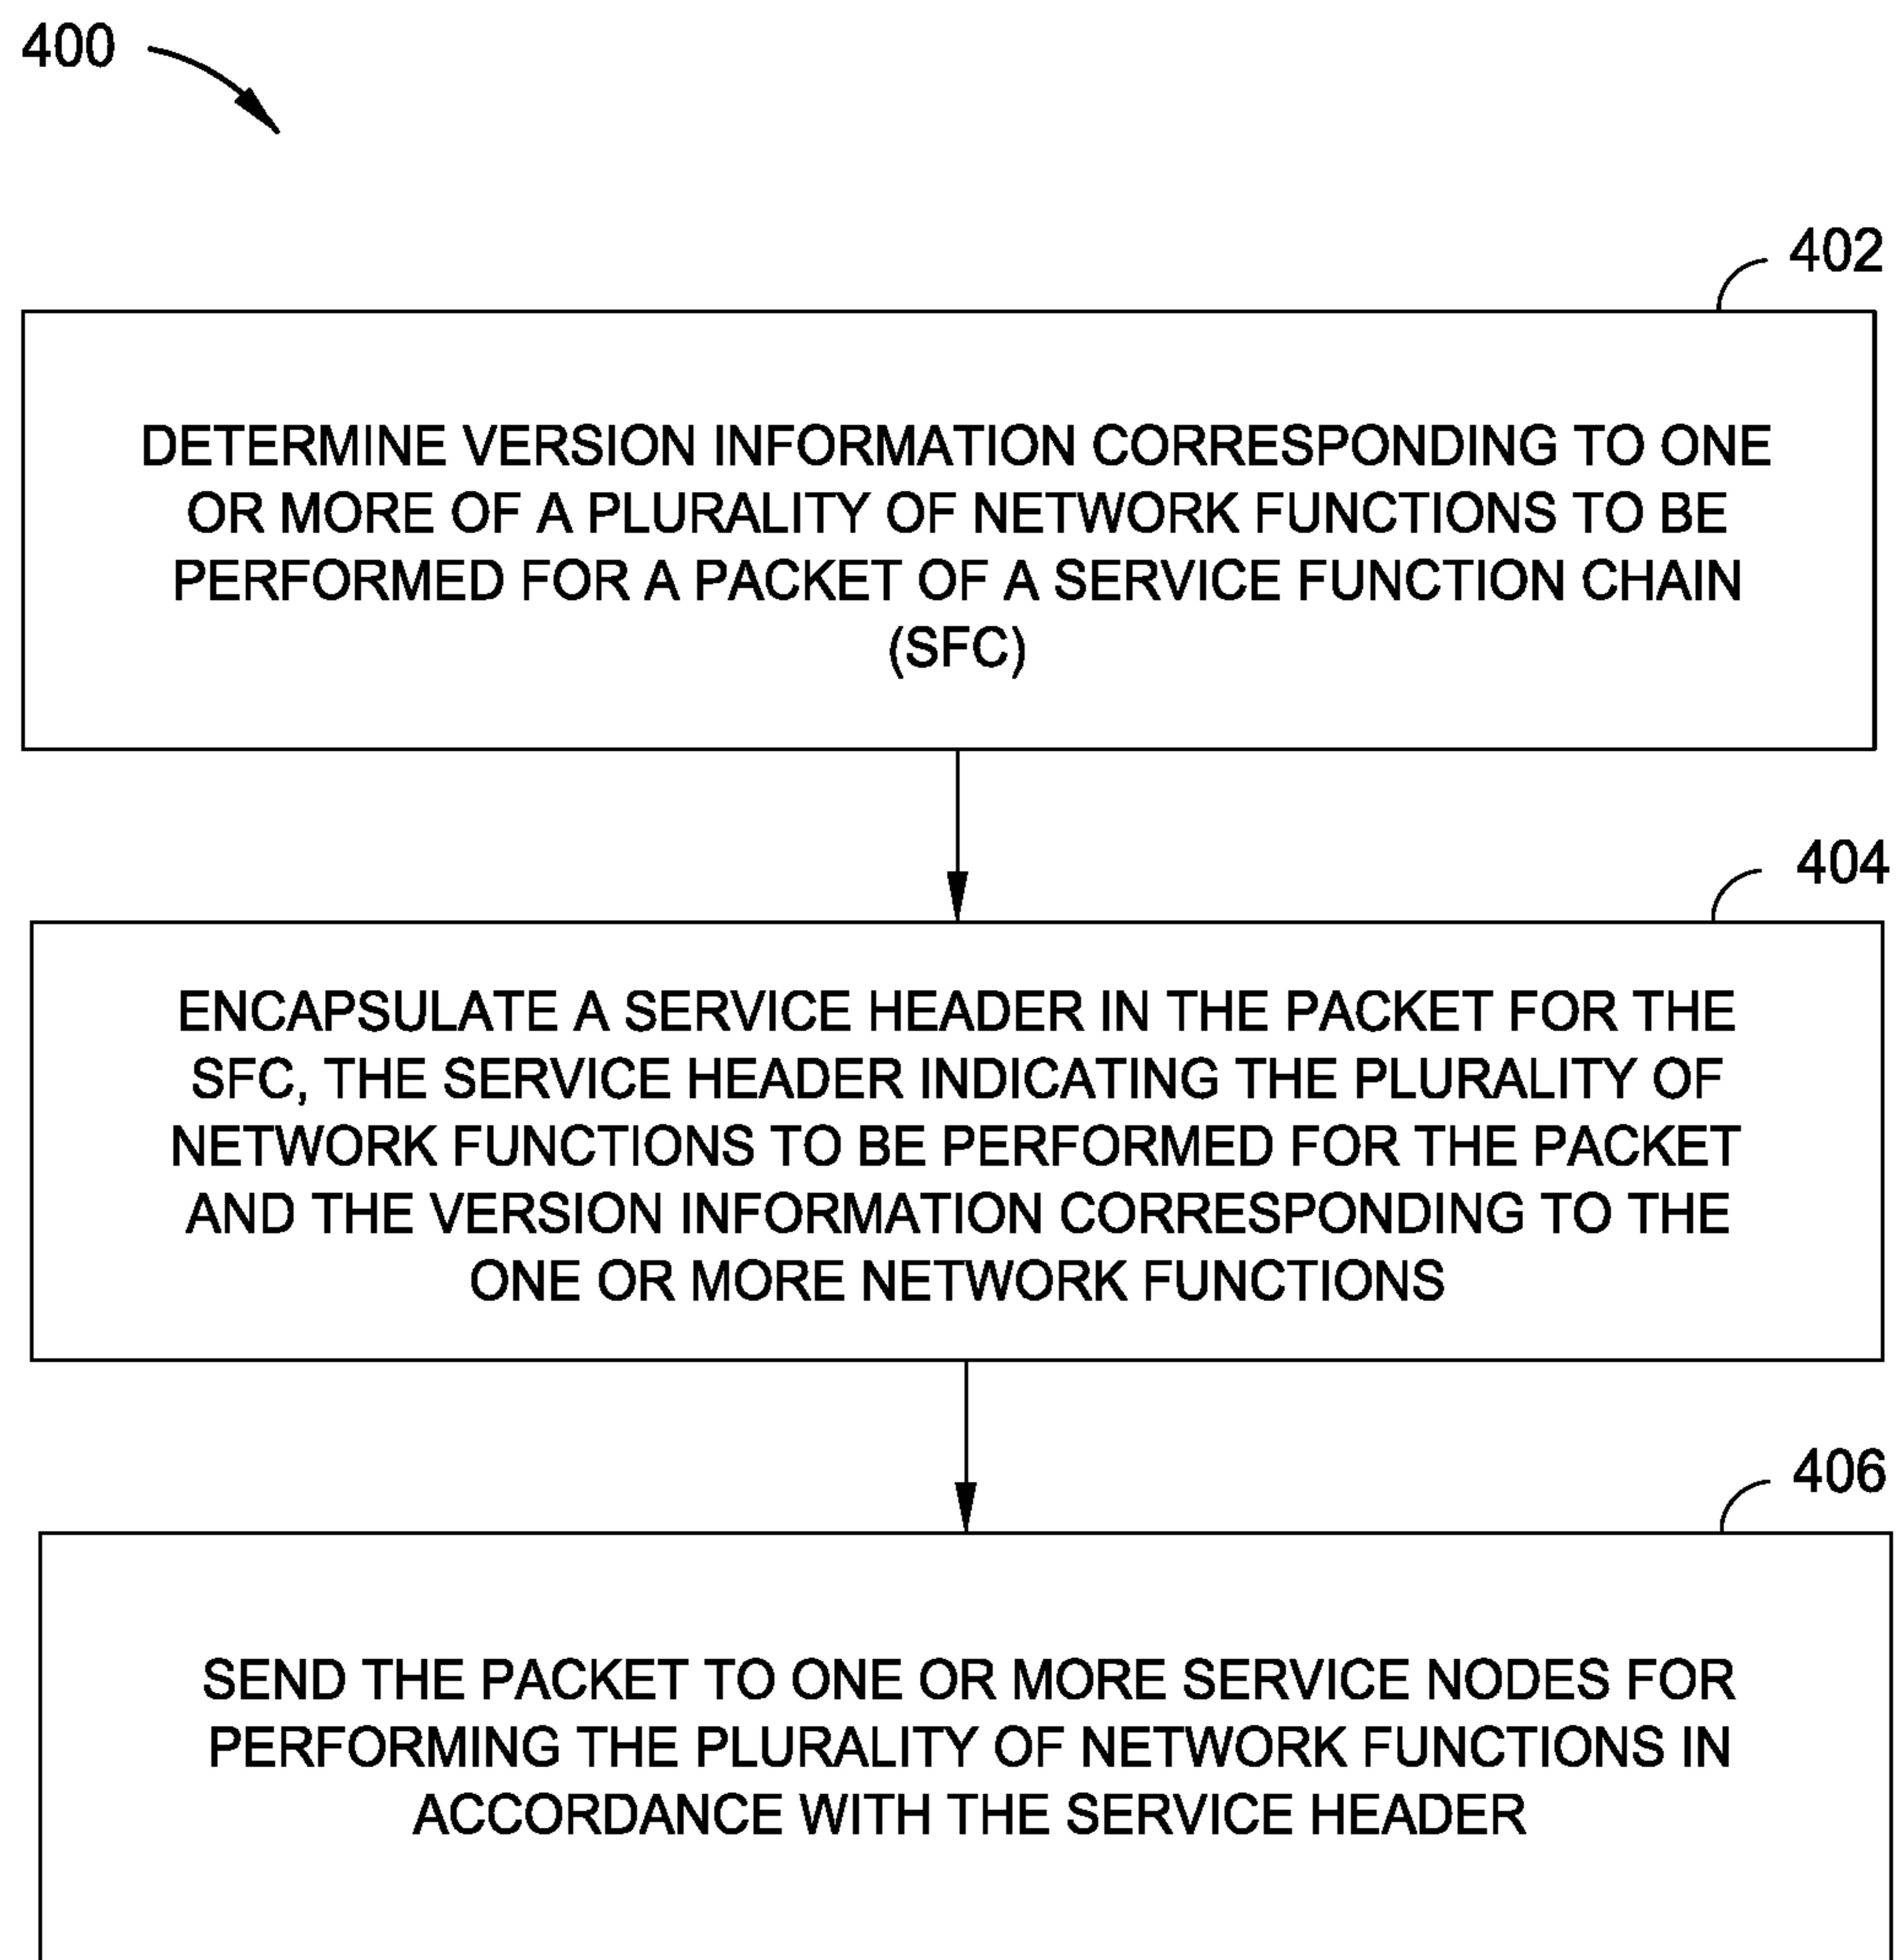 400
402
DETERMINE VERSION INFORMATION CORRESPONDING TO ONE
OR MORE OF A PLURALITY OF NETWORK FUNCTIONS TO BE
PERFORMED FOR A PACKET OF A SERVICE FUNCTION CHAIN
(SFC)
404
ENCAPSULATE A SERVICE HEADER IN THE PACKET FOR THE
SFC, THE SERVICE HEADER INDICATING THE PLURALITY OF
NETWORK FUNCTIONS TO BE PERFORMED FOR THE PACKET
AND THE VERSION INFORMATION CORRESPONDING TO THE
ONE OR MORE NETWORK FUNCTIONS
406
SEND THE PACKET TO ONE OR MORE SERVICE NODES FOR
PERFORMING THE PLURALITY OF NETWORK FUNCTIONS IN
ACCORDANCE WITH THE SERVICE HEADER